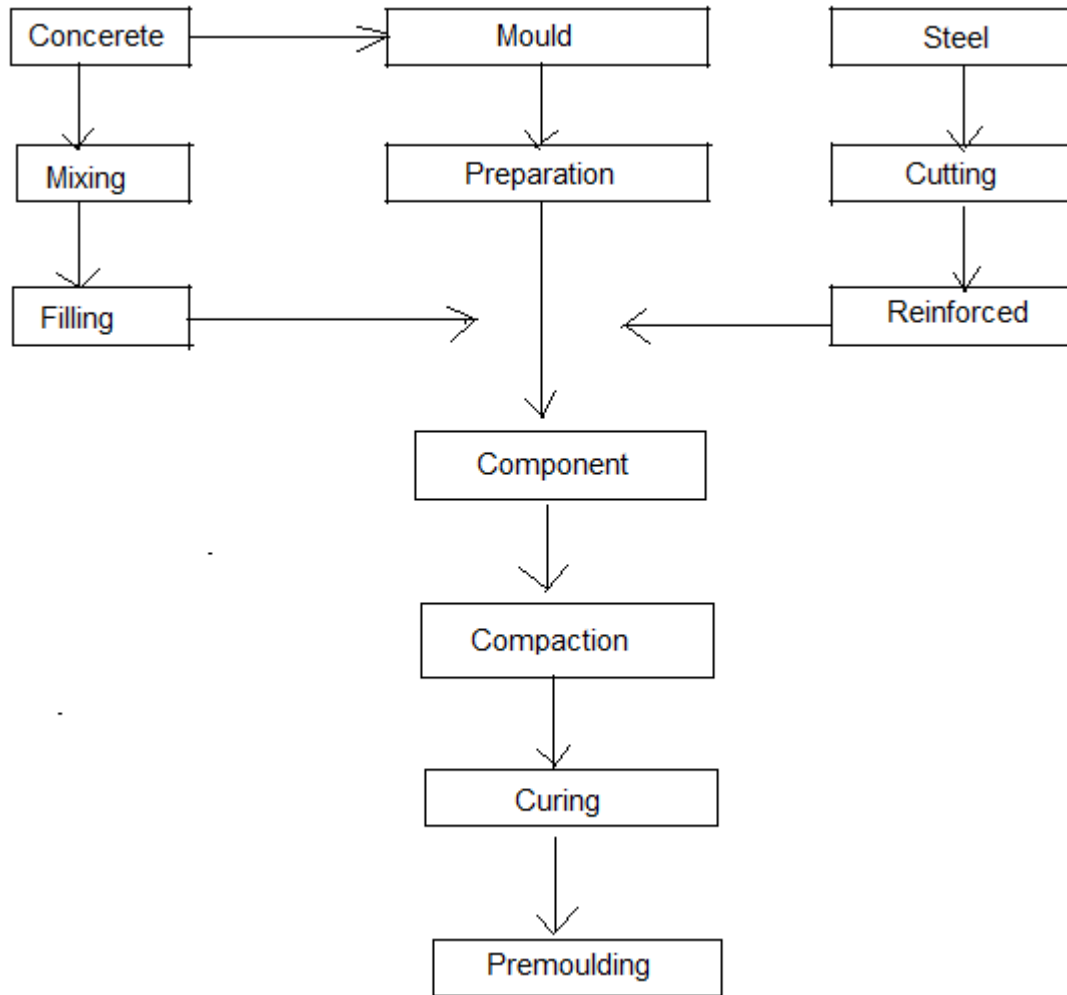 Concerete
Mould
Steel
Mixing
Preparation
Cutting
Filling
Reinforced
Component
Compaction
Curing
Premoulding